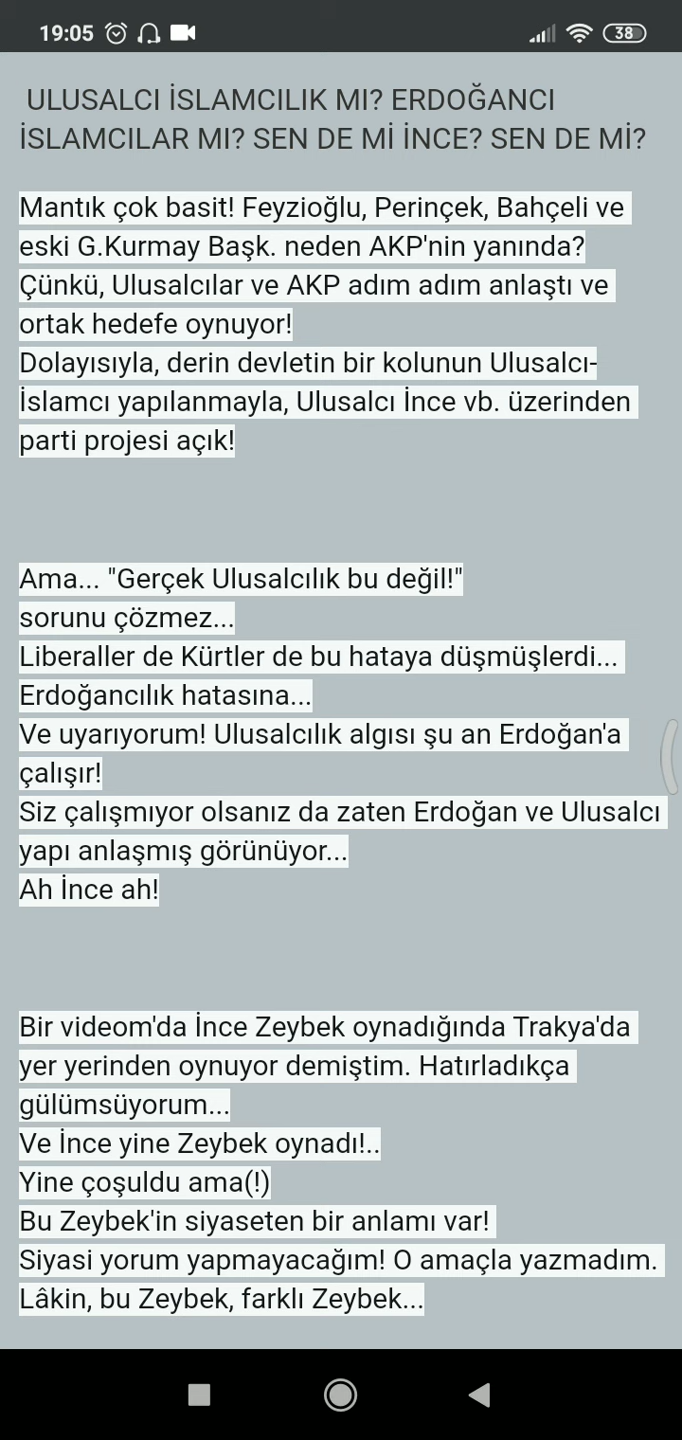 19:05
38
ULUSALCI İSLAMCILIK MI? ERDOĞANCI
İSLAMCILAR MI? SEN DE Mİ İNCE? SEN DE Mİ?
Mantık çok basit! Feyzioğlu, Perinçek, Bahçeli ve
eski G.Kurmay Başk. neden AKP'nin yanında?
Çünkü, Ulusalcılar ve AKP adım adım anlaştı ve
ortak hedefe oynuyor!
Dolayısıyla, derin devletin bir kolunun Ulusalcı-
İslamcı yapılanmayla, Ulusalcı İnce vb. üzerinden
parti projesi açık!
Ama... "Gerçek Ulusalcılık bu değil!"
sorunu çözmez...
Liberaller de Kürtler de bu hataya düşmüşlerdi...
Erdoğancılık hatasına...
Ve uyarıyorum! Ulusalcılık algısı şu an Erdoğan'a
çalışır!
Siz çalışmıyor olsanız da zaten Erdoğan ve Ulusalcı
yapı anlaşmış görünüyor...
Ah İnce ah!
Bir videom'da İnce Zeybek oynadığında Trakya'da
yer yerinden oynuyor demiştim. Hatırladıkça
gülümsüyorum...
Ve İnce yine Zeybek oynadı!..
Yine çoşuldu ama(!)
Bu Zeybek'in siyaseten bir anlamı var!
Siyasi yorum yapmayacağım! O amaçla yazmadım.
Lâkin, bu Zeybek, farklı Zeybek...